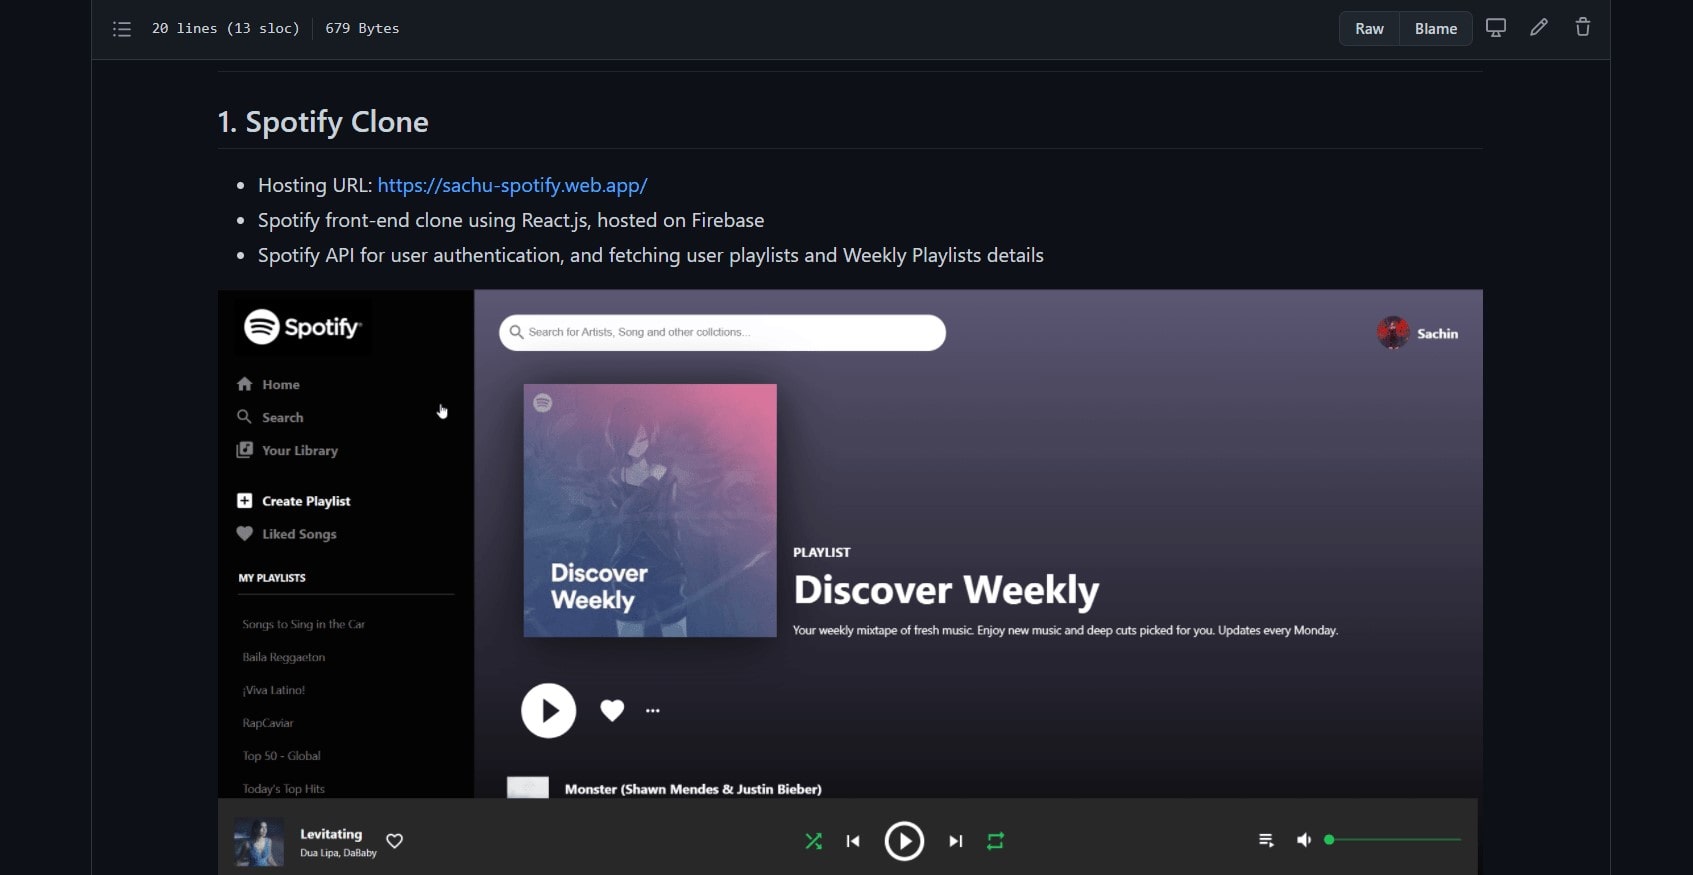 20 lines (13 sloc) 679 Bytes Raw Blame
1. Spotify Clone
Hosting URL: https://sachu-spotify.web.app/
Spotify front-end clone using React.js, hosted on Firebase
Spotify API for user authentication, and fetching user playlists and Weekly Playlists details
Spotify
Search for Artists, Song and other collctions...
Sachin
Home
Search
Your Library
Create Playlist
Liked Songs
MY PLAYLISTS
Songs to Sing in the Car
Baila Reggaeton
¡Viva Latino!
RapCaviar
Top 50 - Global
Today's Top Hits
Discover
Weekly
PLAYLIST
Discover Weekly
Your weekly mixtape of fresh music. Enjoy new music and deep cuts picked for you. Updates every Monday.
Monster (Shawn Mendes & Justin Bieber)
Levitating
Dua Lipa, DaBaby